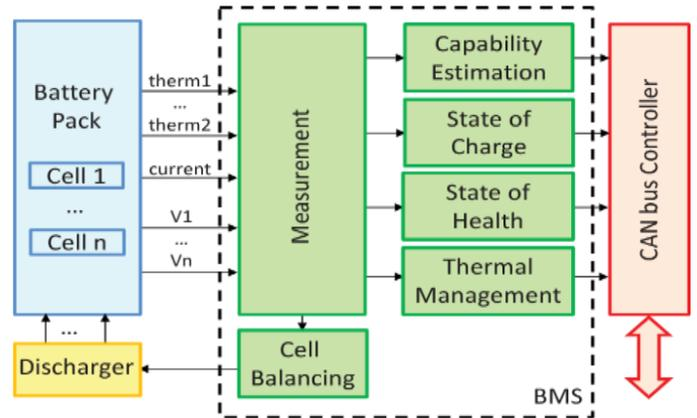 Battery
Pack
Cell 1
...
Cell n
therm1
...
therm2
current
V1
...
Vn
...
Discharger
Measurement
Cell
Balancing
Capability
Estimation
State of
Charge
State of
Health
Thermal
Management
BMS
CAN bus Controller